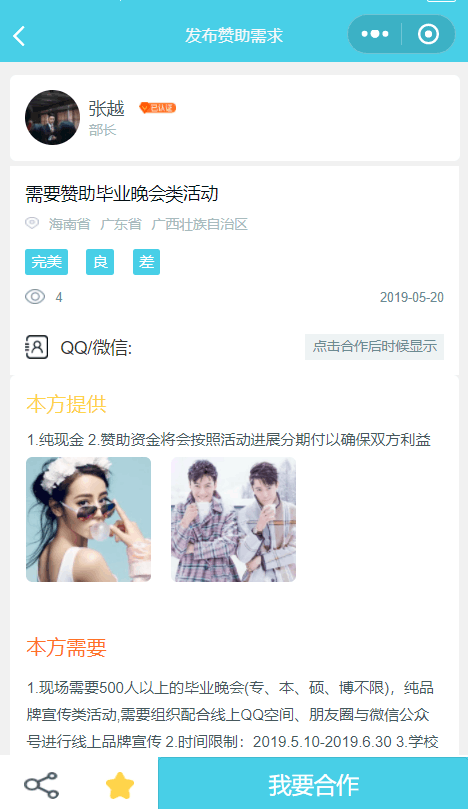 发布赞助需求
张越 已认证
部长
需要赞助毕业晚会类活动
海南省 广东省 广西壮族自治区
完美 良 差
4 2019-05-20
QQ/微信: 点击合作后时候显示
本方提供
1.纯现金 2.赞助资金将会按照活动进展分期付以确保双方利益
本方需要
1.现场需要500人以上的毕业晚会(专、本、硕、博不限)，纯品
牌宣传类活动,需要组织配合线上QQ空间、朋友圈与微信公众
号进行线上品牌宣传 2.时间限制：2019.5.10-2019.6.30 3.学校
我要合作